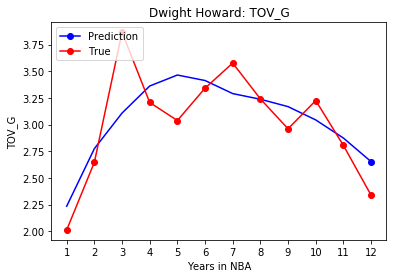 Dwight Howard: TOV_G
Prediction
True
TOV_G
3.75
3.50
3.25
3.00
2.75
2.50
2.25
2.00
1 2 3 4 5 6 7 8 9 10 11 12
Years in NBA